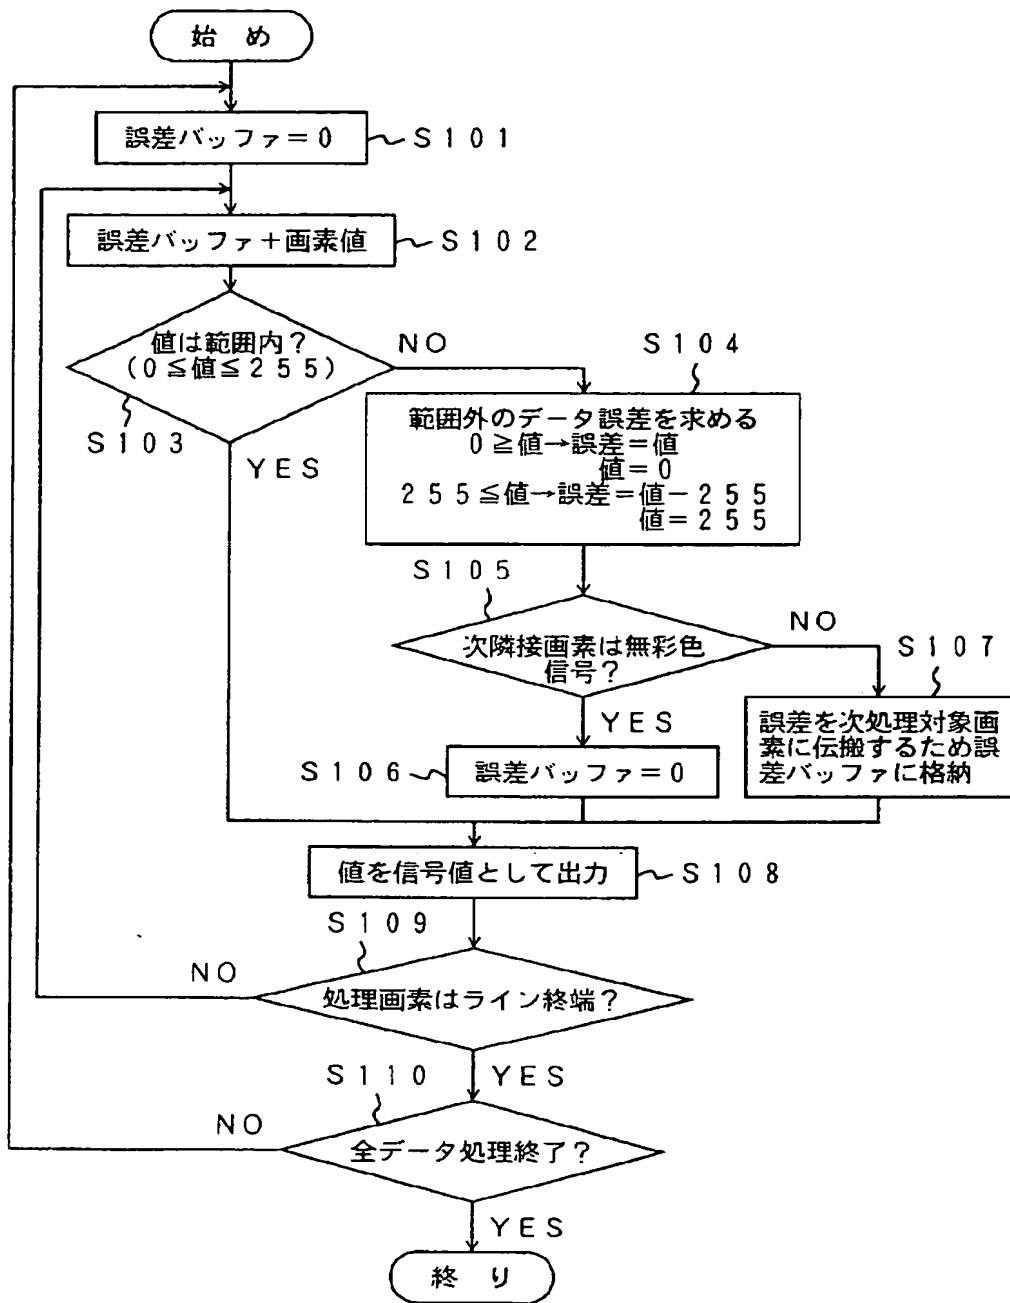 始 め
誤差バッファ＝0
S101
誤差バッファ＋画素値
S102
値は範囲内？
(0≦値≦255)
NO
S103
YES
S104
範囲外のデータ誤差を求める
0≧値→誤差＝値
値＝0
255≦値→誤差＝値－255
値＝255
S105
次隣接画素は無彩色
信号？
NO
YES
S107
誤差を次処理対象画
素に伝搬するため誤
差バッファに格納
S106
誤差バッファ＝0
値を信号値として出力
S108
S109
処理画素はライン終端？
NO
YES
S110
全データ処理終了？
NO
YES
終 り